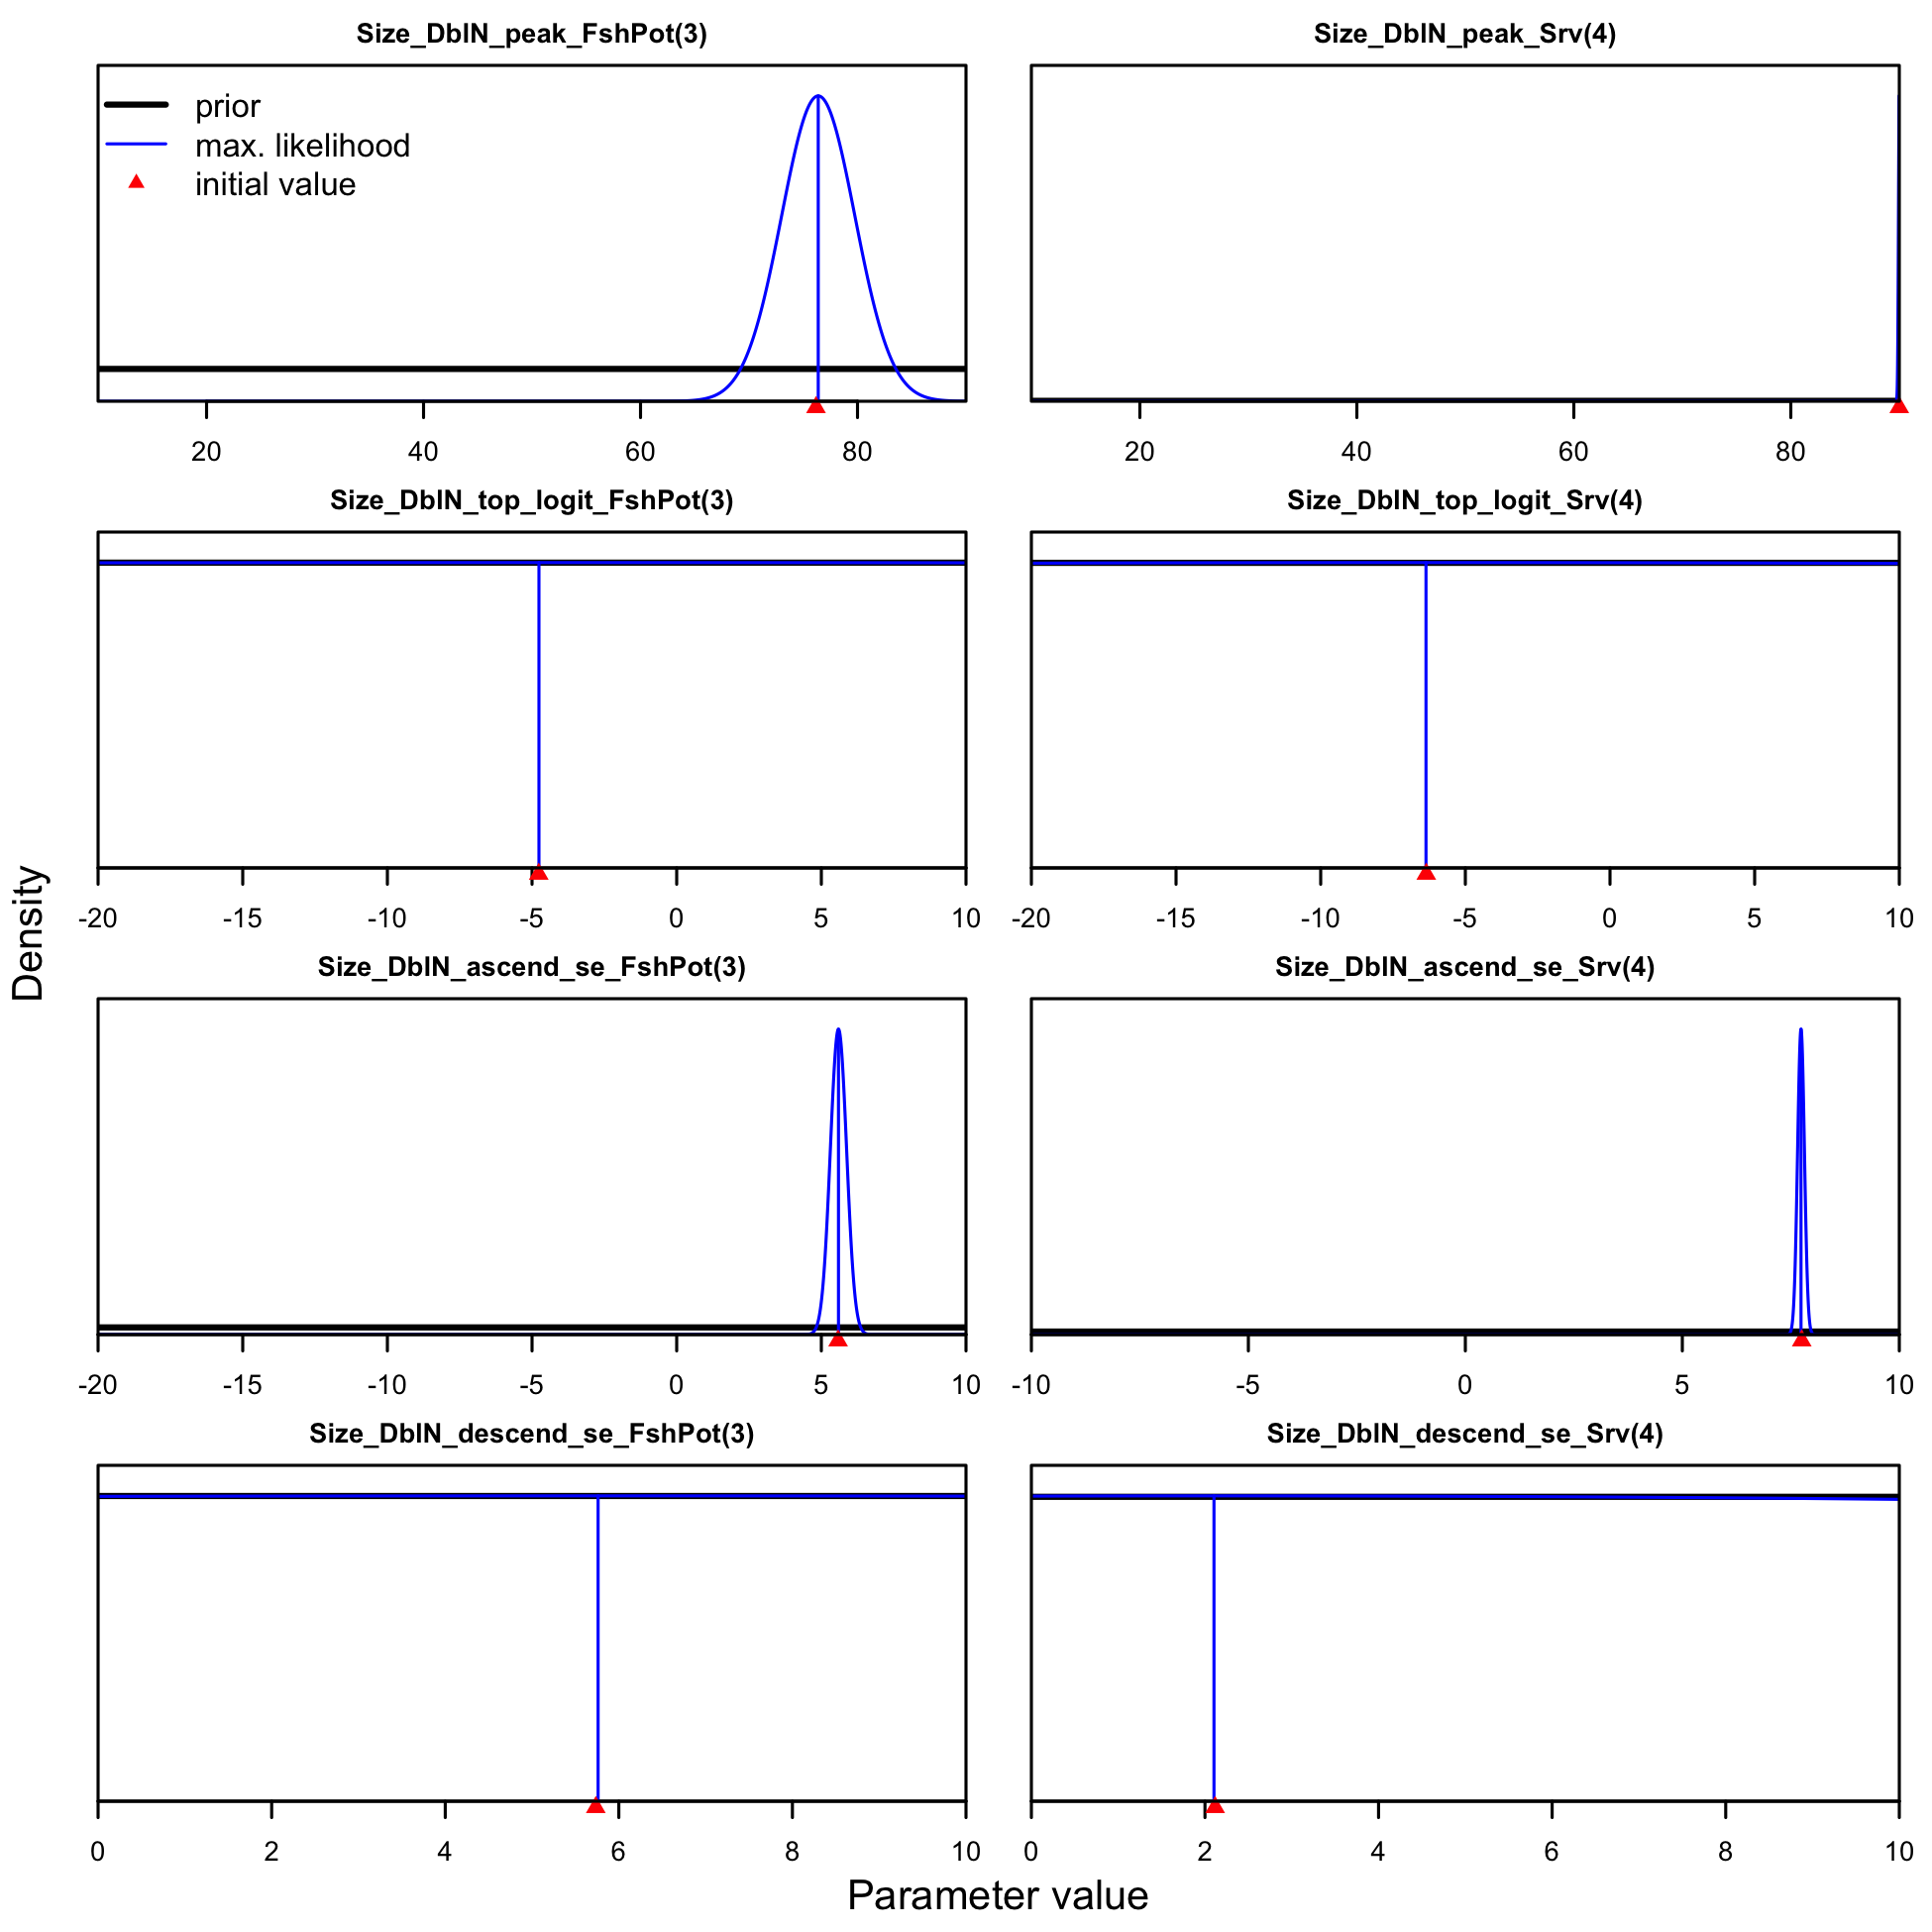 Size_DblN_peak_FshPot(3)
Size_DblN_peak_Srv(4)
prior
max. likelihood
initial value
20 40 60 80
20 40 60 80
Size_DblN_top_logit_FshPot(3)
Size_DblN_top_logit_Srv(4)
-20 -15 -10 -5 0 5 10
-20 -15 -10 -5 0 5 10
Density
Size_DblN_ascend_se_FshPot(3)
Size_DblN_ascend_se_Srv(4)
-20 -15 -10 -5 0 5 10
-10 -5 0 5 10
Size_DblN_descend_se_FshPot(3)
Size_DblN_descend_se_Srv(4)
0 2 4 6 8 10
0 2 4 6 8 10
Parameter value